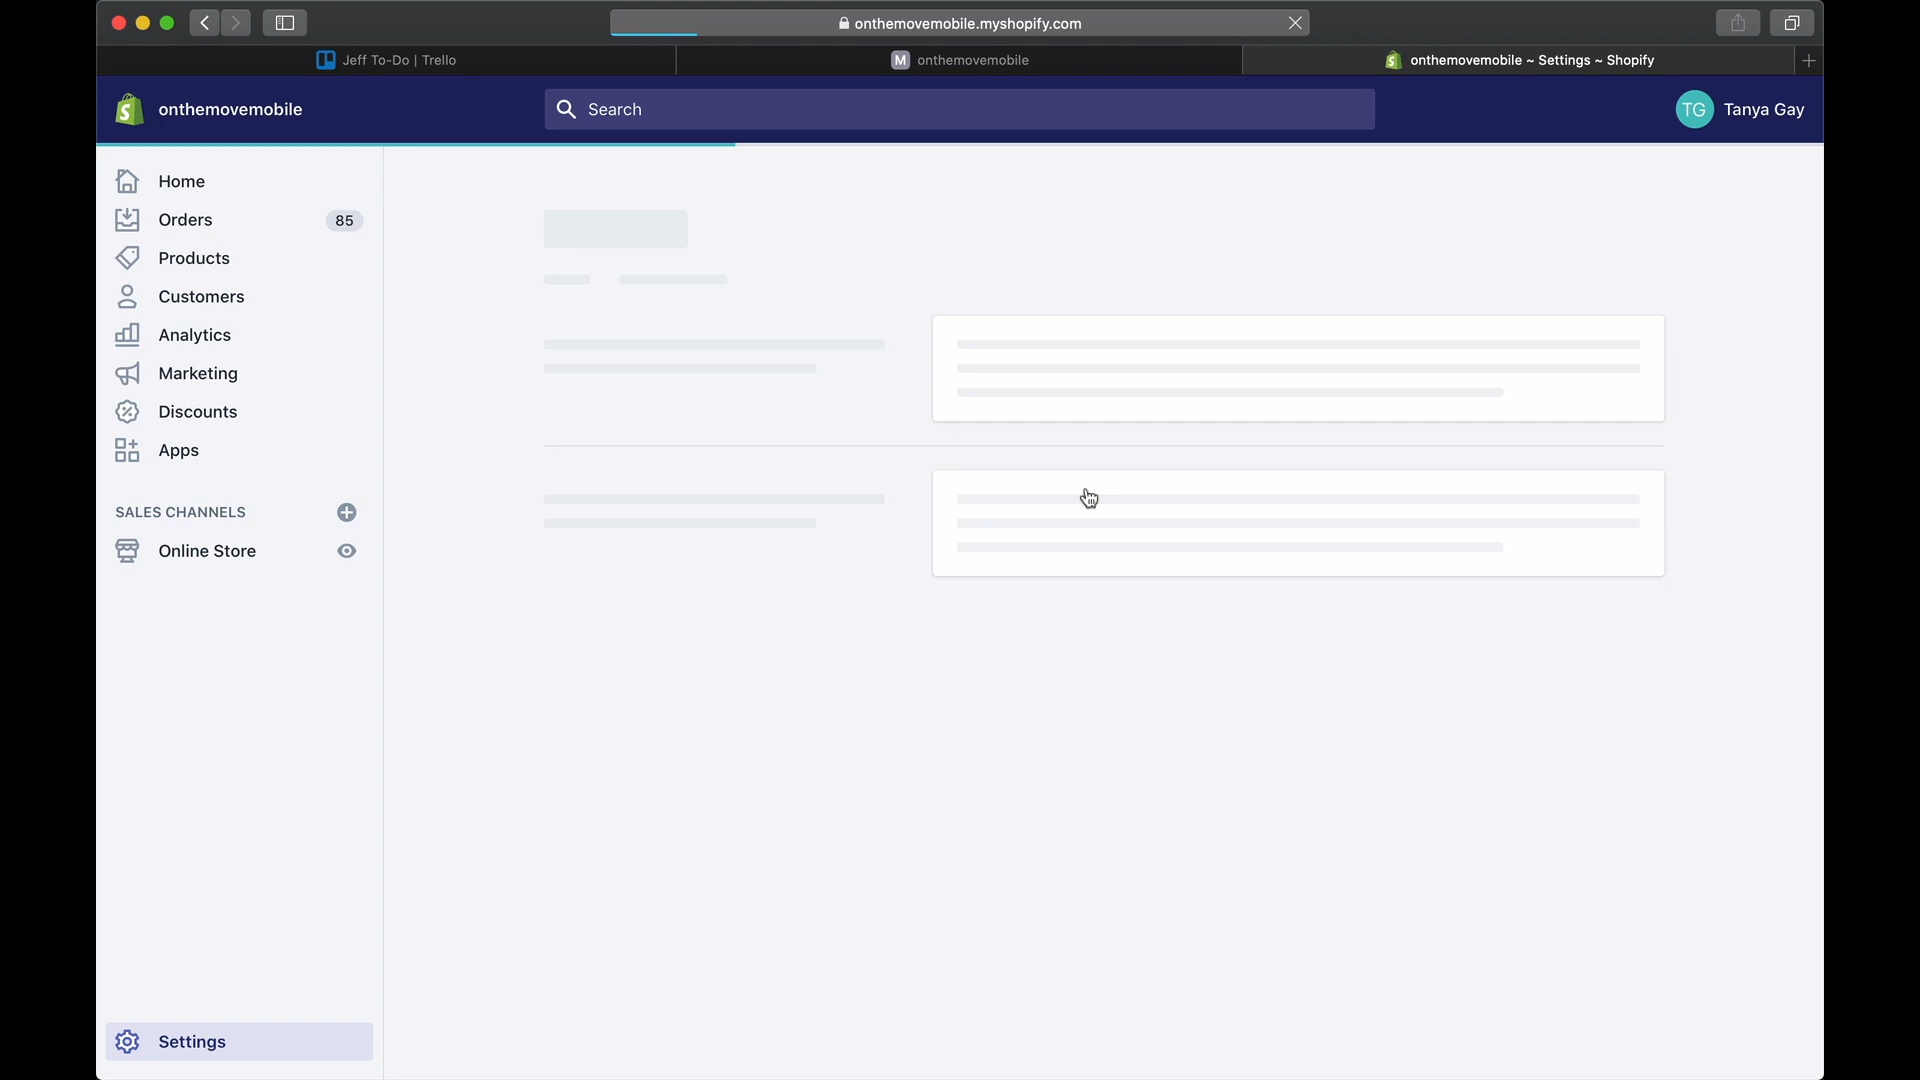 onthemovemobile.myshopify.com
Jeff To-Do | Trello
M onthemovemobile
onthemovemobile ~ Settings ~ Shopify
onthemovemobile
Search
TG Tanya Gay
Home
Orders 85
Products
Customers
Analytics
Marketing
Discounts
Apps
SALES CHANNELS
Online Store
Settings